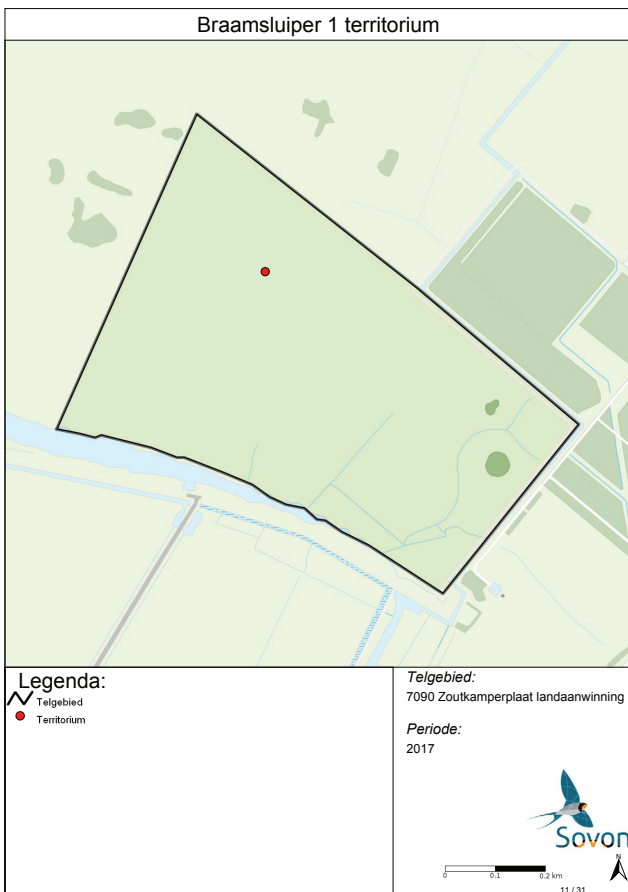 Braamsluiper 1 territorium
Legenda:
Telgebied
Territorium
Telgebied:
7090 Zoutkamperplaat landaanwinning
Periode:
2017
Sovon
N
0 0.1 0.2 km
11 / 31